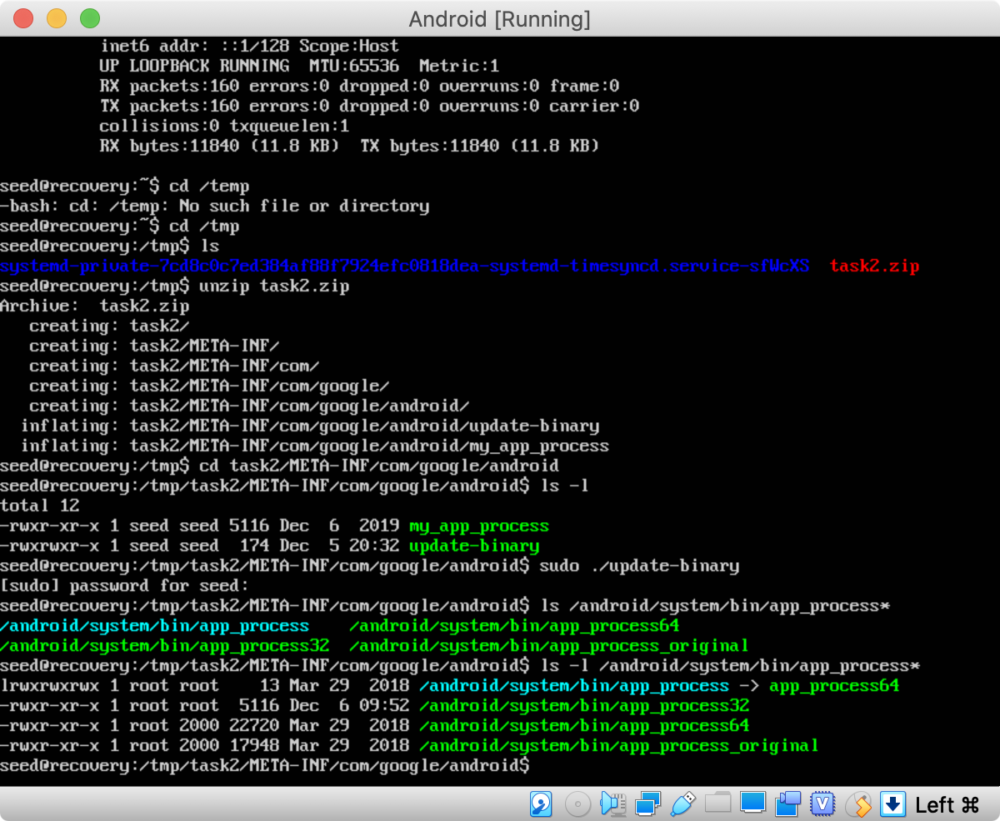 Android [Running]
inet6 addr: ::1/128 Scope:Host
UP LOOPBACK RUNNING  MTU:65536  Metric:1
RX packets:160 errors:0 dropped:0 overruns:0 frame:0
TX packets:160 errors:0 dropped:0 overruns:0 carrier:0
collisions:0 txqueuelen:1
RX bytes:11840 (11.8 KB)  TX bytes:11840 (11.8 KB)
seed@recovery:~$ cd /temp
-bash: cd: /temp: No such file or directory
seed@recovery:~$ cd /tmp
seed@recovery:/tmp$ ls
systemd-private-7cd8c0c7ed384af88f7924efc0818dea-systemd-timesyncd.service-sfWcXS  task2.zip
seed@recovery:/tmp$ unzip task2.zip
Archive:  task2.zip
   creating: task2/
   creating: task2/META-INF/
   creating: task2/META-INF/com/
   creating: task2/META-INF/com/google/
   creating: task2/META-INF/com/google/android/
  inflating: task2/META-INF/com/google/android/update-binary
  inflating: task2/META-INF/com/google/android/my_app_process
seed@recovery:/tmp$ cd task2/META-INF/com/google/android
seed@recovery:/tmp/task2/META-INF/com/google/android$ ls -l
total 12
-rwxr-xr-x 1 seed seed 5116 Dec  6  2019 my_app_process
-rwxrwxr-x 1 seed seed  174 Dec  5 20:32 update-binary
seed@recovery:/tmp/task2/META-INF/com/google/android$ sudo ./update-binary
[sudo] password for seed:
seed@recovery:/tmp/task2/META-INF/com/google/android$ ls /android/system/bin/app_process*
/android/system/bin/app_process    /android/system/bin/app_process64
/android/system/bin/app_process32  /android/system/bin/app_process_original
seed@recovery:/tmp/task2/META-INF/com/google/android$ ls -l /android/system/bin/app_process*
lrwxrwxrwx 1 root root    13 Mar 29  2018 /android/system/bin/app_process -> app_process64
-rwxr-xr-x 1 root root  5116 Dec  6 09:52 /android/system/bin/app_process32
-rwxr-xr-x 1 root 2000 22720 Mar 29  2018 /android/system/bin/app_process64
-rwxr-xr-x 1 root 2000 17948 Mar 29  2018 /android/system/bin/app_process_original
seed@recovery:/tmp/task2/META-INF/com/google/android$
V Left ⌘